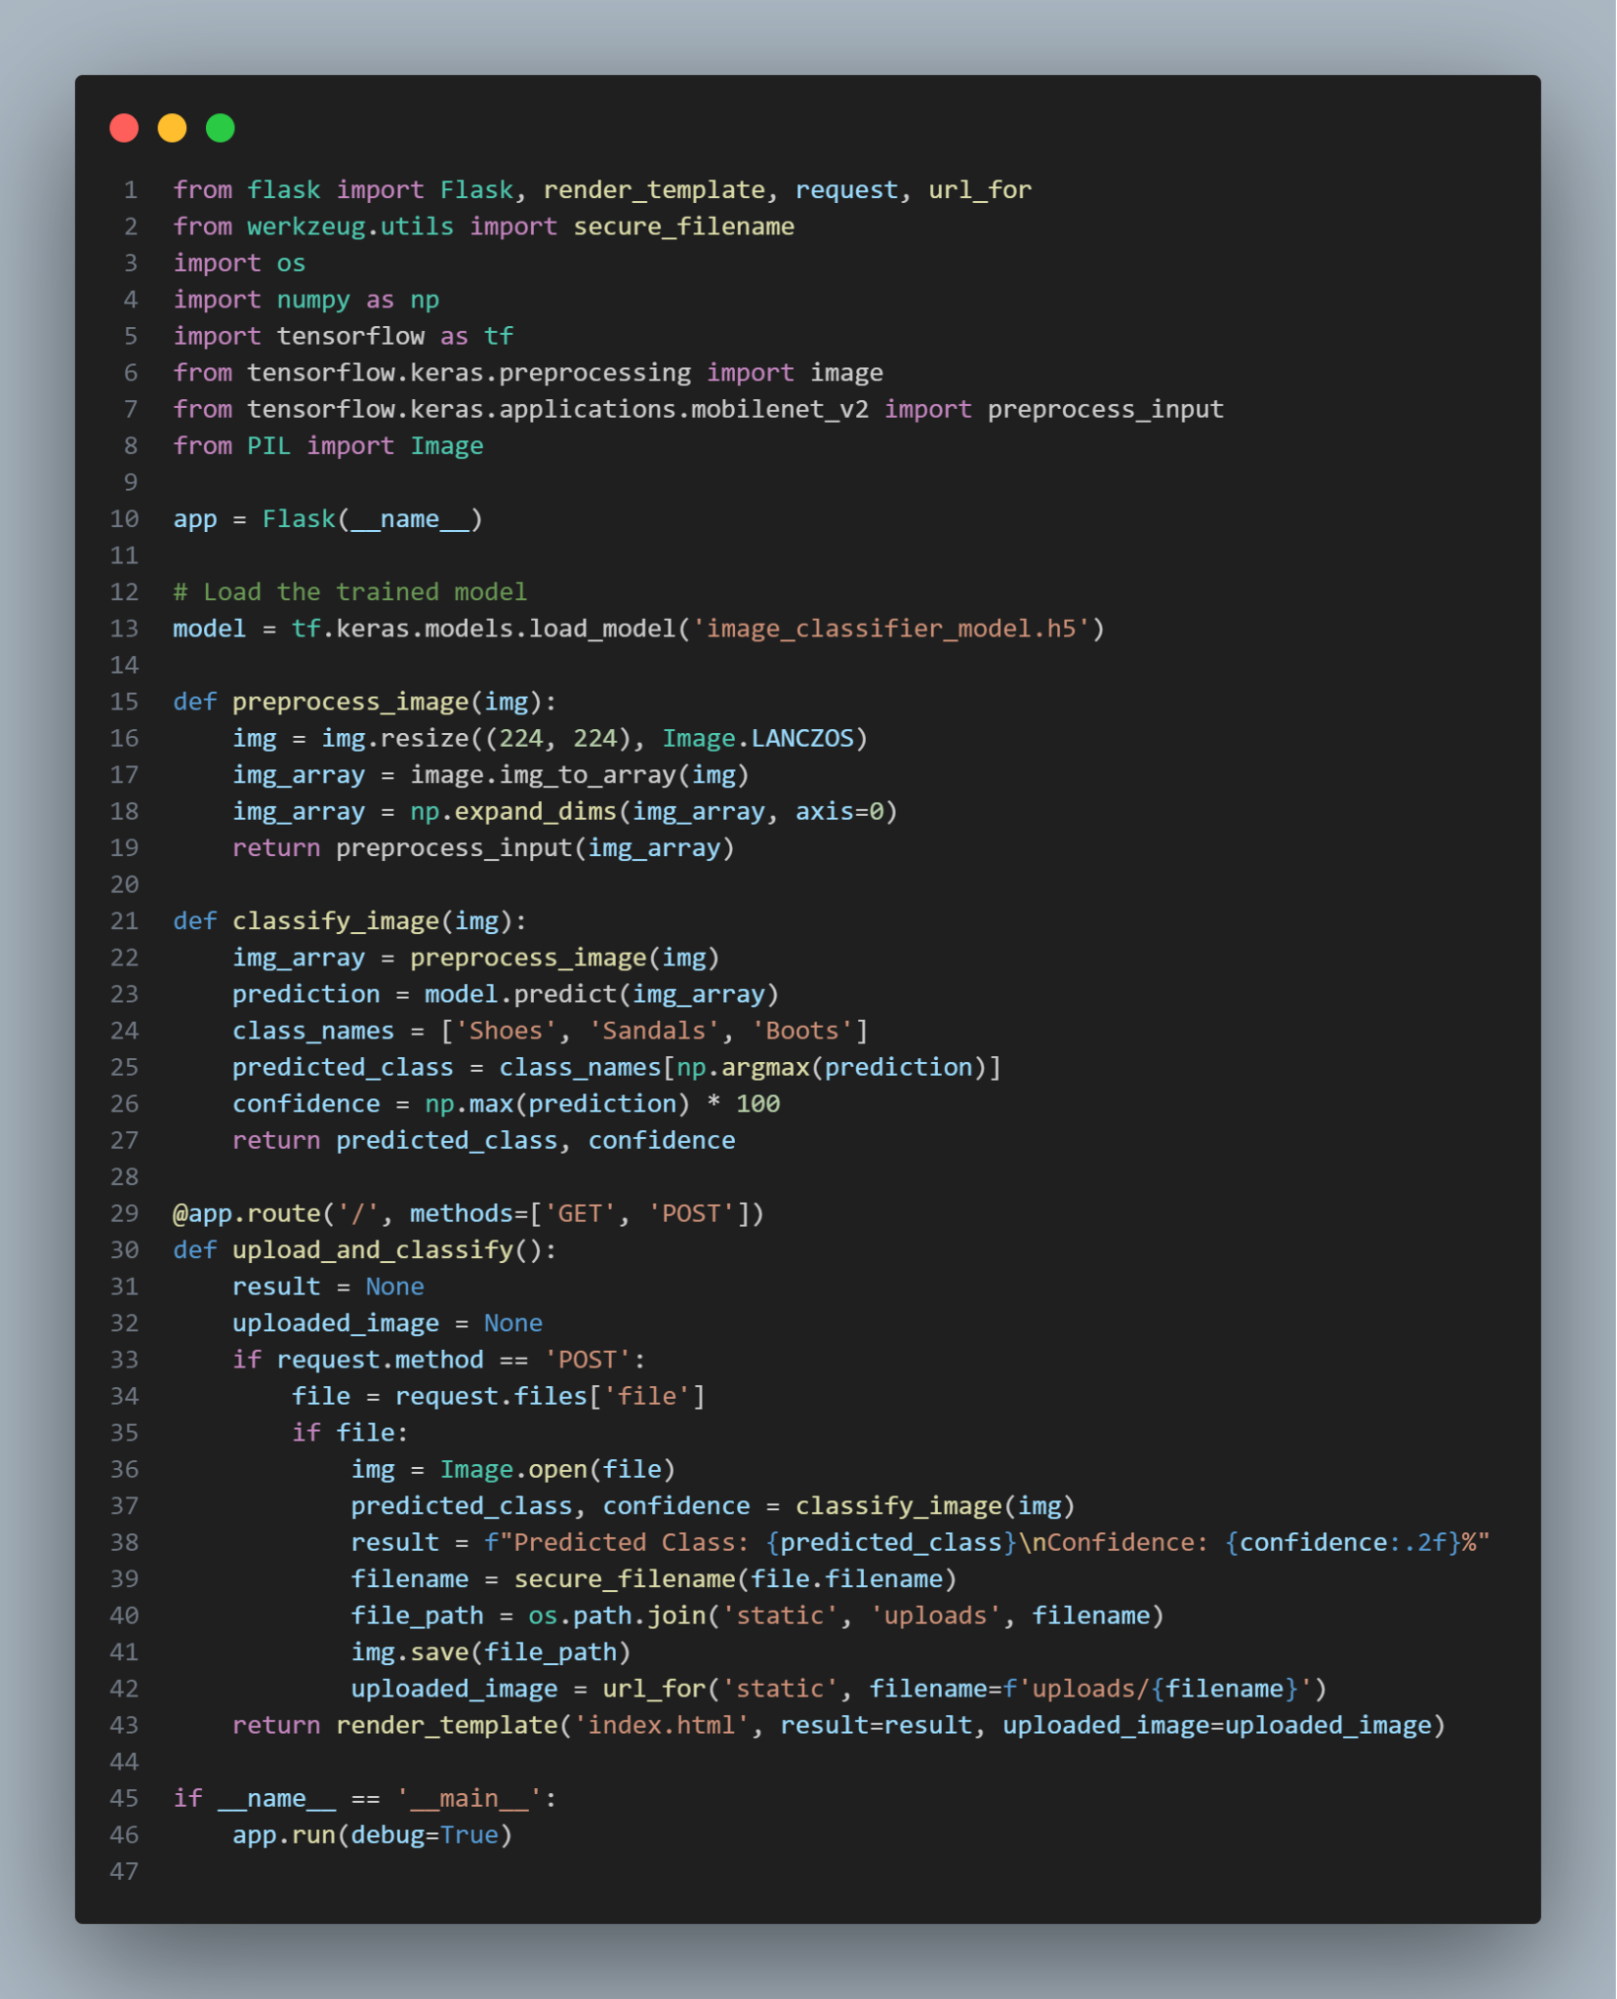 1 from flask import Flask, render_template, request, url_for
2 from werkzeug.utils import secure_filename
3 import os
4 import numpy as np
5 import tensorflow as tf
6 from tensorflow.keras.preprocessing import image
7 from tensorflow.keras.applications.mobilenet_v2 import preprocess_input
8 from PIL import Image
9
10 app = Flask(__name__)
11
12 # Load the trained model
13 model = tf.keras.models.load_model('image_classifier_model.h5')
14
15 def preprocess_image(img):
16     img = img.resize((224, 224), Image.LANCZOS)
17     img_array = image.img_to_array(img)
18     img_array = np.expand_dims(img_array, axis=0)
19     return preprocess_input(img_array)
20
21 def classify_image(img):
22     img_array = preprocess_image(img)
23     prediction = model.predict(img_array)
24     class_names = ['Shoes', 'Sandals', 'Boots']
25     predicted_class = class_names[np.argmax(prediction)]
26     confidence = np.max(prediction) * 100
27     return predicted_class, confidence
28
29 @app.route('/', methods=['GET', 'POST'])
30 def upload_and_classify():
31     result = None
32     uploaded_image = None
33     if request.method == 'POST':
34         file = request.files['file']
35         if file:
36             img = Image.open(file)
37             predicted_class, confidence = classify_image(img)
38             result = f"Predicted Class: {predicted_class}\nConfidence: {confidence:.2f}%"
39             filename = secure_filename(file.filename)
40             file_path = os.path.join('static', 'uploads', filename)
41             img.save(file_path)
42             uploaded_image = url_for('static', filename=f'uploads/{filename}')
43     return render_template('index.html', result=result, uploaded_image=uploaded_image)
44
45 if __name__ == '__main__':
46     app.run(debug=True)
47